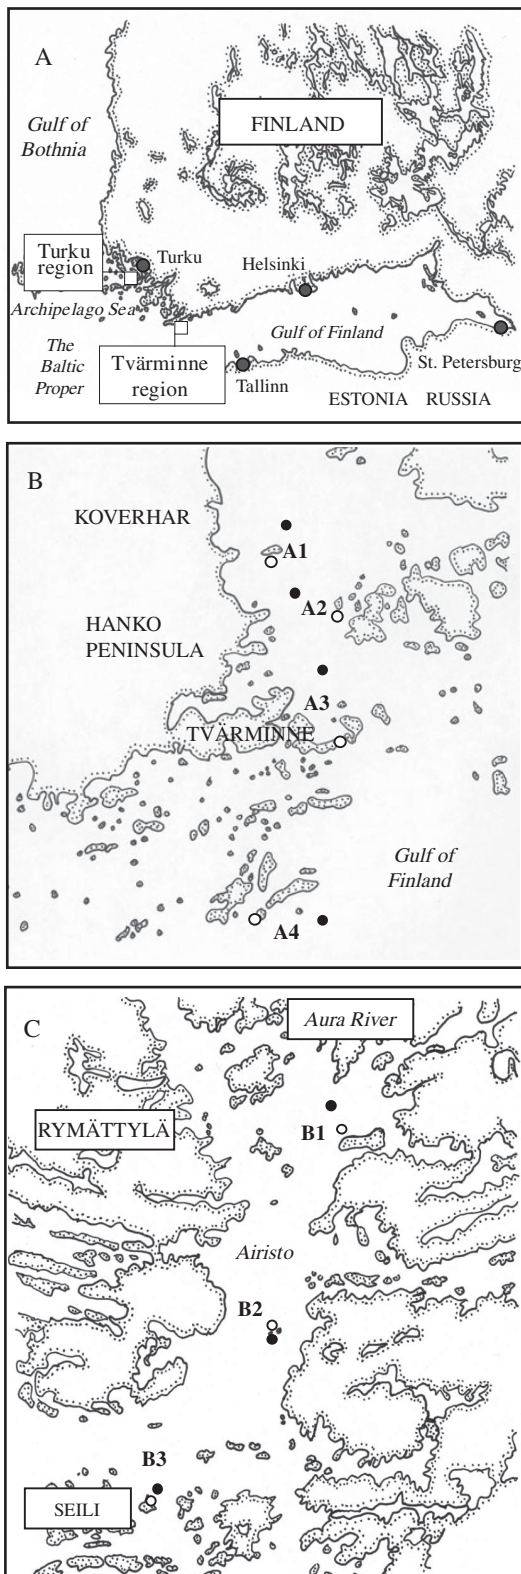 A
Gulf of
Bothnia
FINLAND
Turku
region
Turku
Helsinki
Archipelago Sea
Gulf of Finland
The
Baltic
Proper
Tvärminne
region
St. Petersburg
Tallinn
ESTONIA RUSSIA
B
KOVERHAR
A1
A2
HANKO
PENINSULA
A3
TVÄRMINNE
Gulf of
Finland
A4
C
Aura River
RYMÄTTYLÄ
B1
Airisto
B2
B3
SEILI